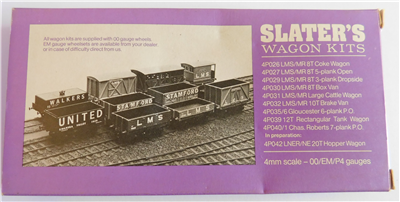 All wagon kits are supplied with 00 gauge wheels.
EM gauge wheelsets are available from your dealer
or in case of difficulty direct from us.
SLATER'S
WAGON KITS
4P026 LMS/MR 8T Coke Wagon
4P027 LMS/MR 8T 5-plank Open
4P029 LMS/MR 8T 3-plank Dropside
4P030 LMS/MR 8T Box Van
4P031 LMS/MR Large Cattle Wagon
4P032 LMS/MR 10T Brake Van
4P035/6 Gloucester 6-plank P.O.
4P039 12T Rectangular Tank Wagon
4P040/1 Chas. Roberts 7-plank P.O.
In preparation:
4P042 LNER/NE 20T Hopper Wagon
4mm scale – 00/EM/P4 gauges
LMS
WALKERS
STAMFORD
STAMFORD
UNITED
LMS
LMS